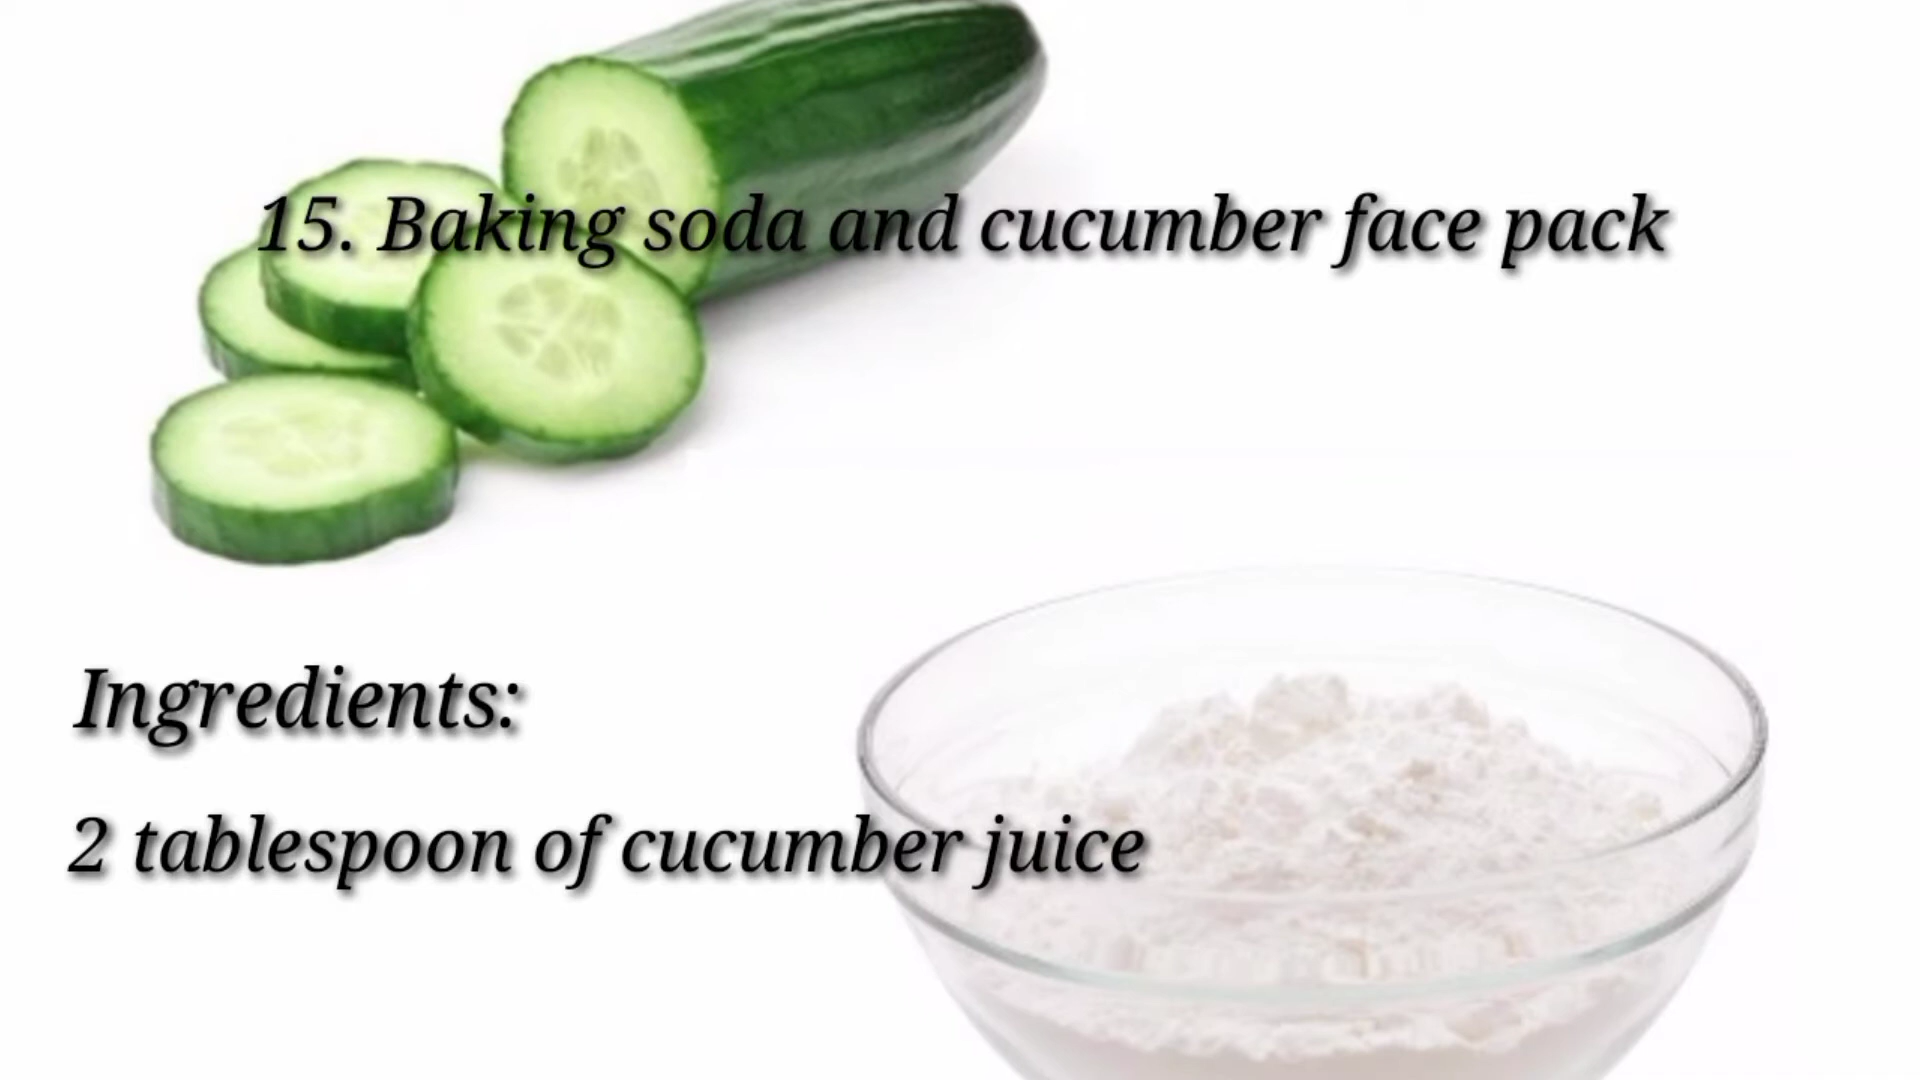 15. Baking soda and cucumber face pack
Ingredients:
2 tablespoon of cucumber juice